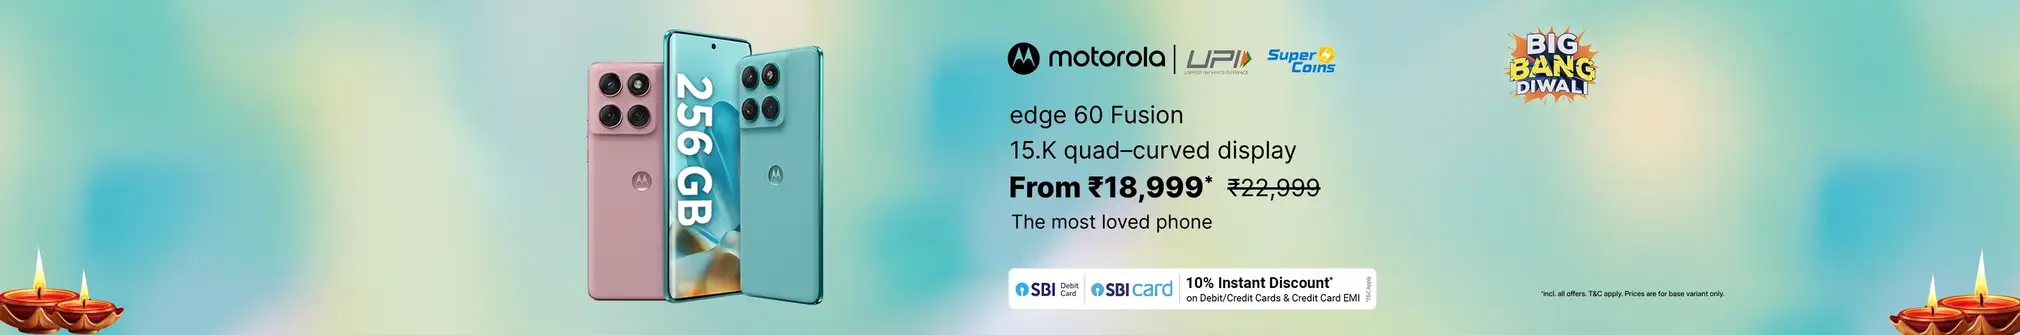 256 GB
motorola
UPI
UNIFIED PAYMENTS INTERFACE
Super
Coins
edge 60 Fusion
15.K quad–curved display
From ₹18,999* ₹22,999
The most loved phone
SBI Debit Card
SBI card
10% Instant Discount*
on Debit/Credit Cards & Credit Card EMI
*T&C Apply
BIG
BANG
DIWALI
*incl. all offers. T&C apply. Prices are for base variant only.